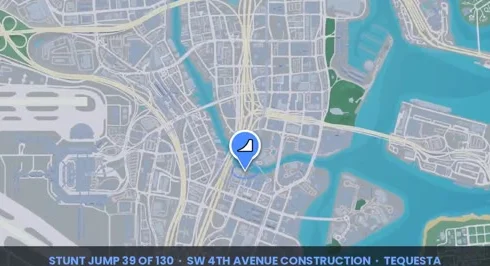 STUNT JUMP 39 OF 130 • SW 4TH AVENUE CONSTRUCTION • TEQUESTA